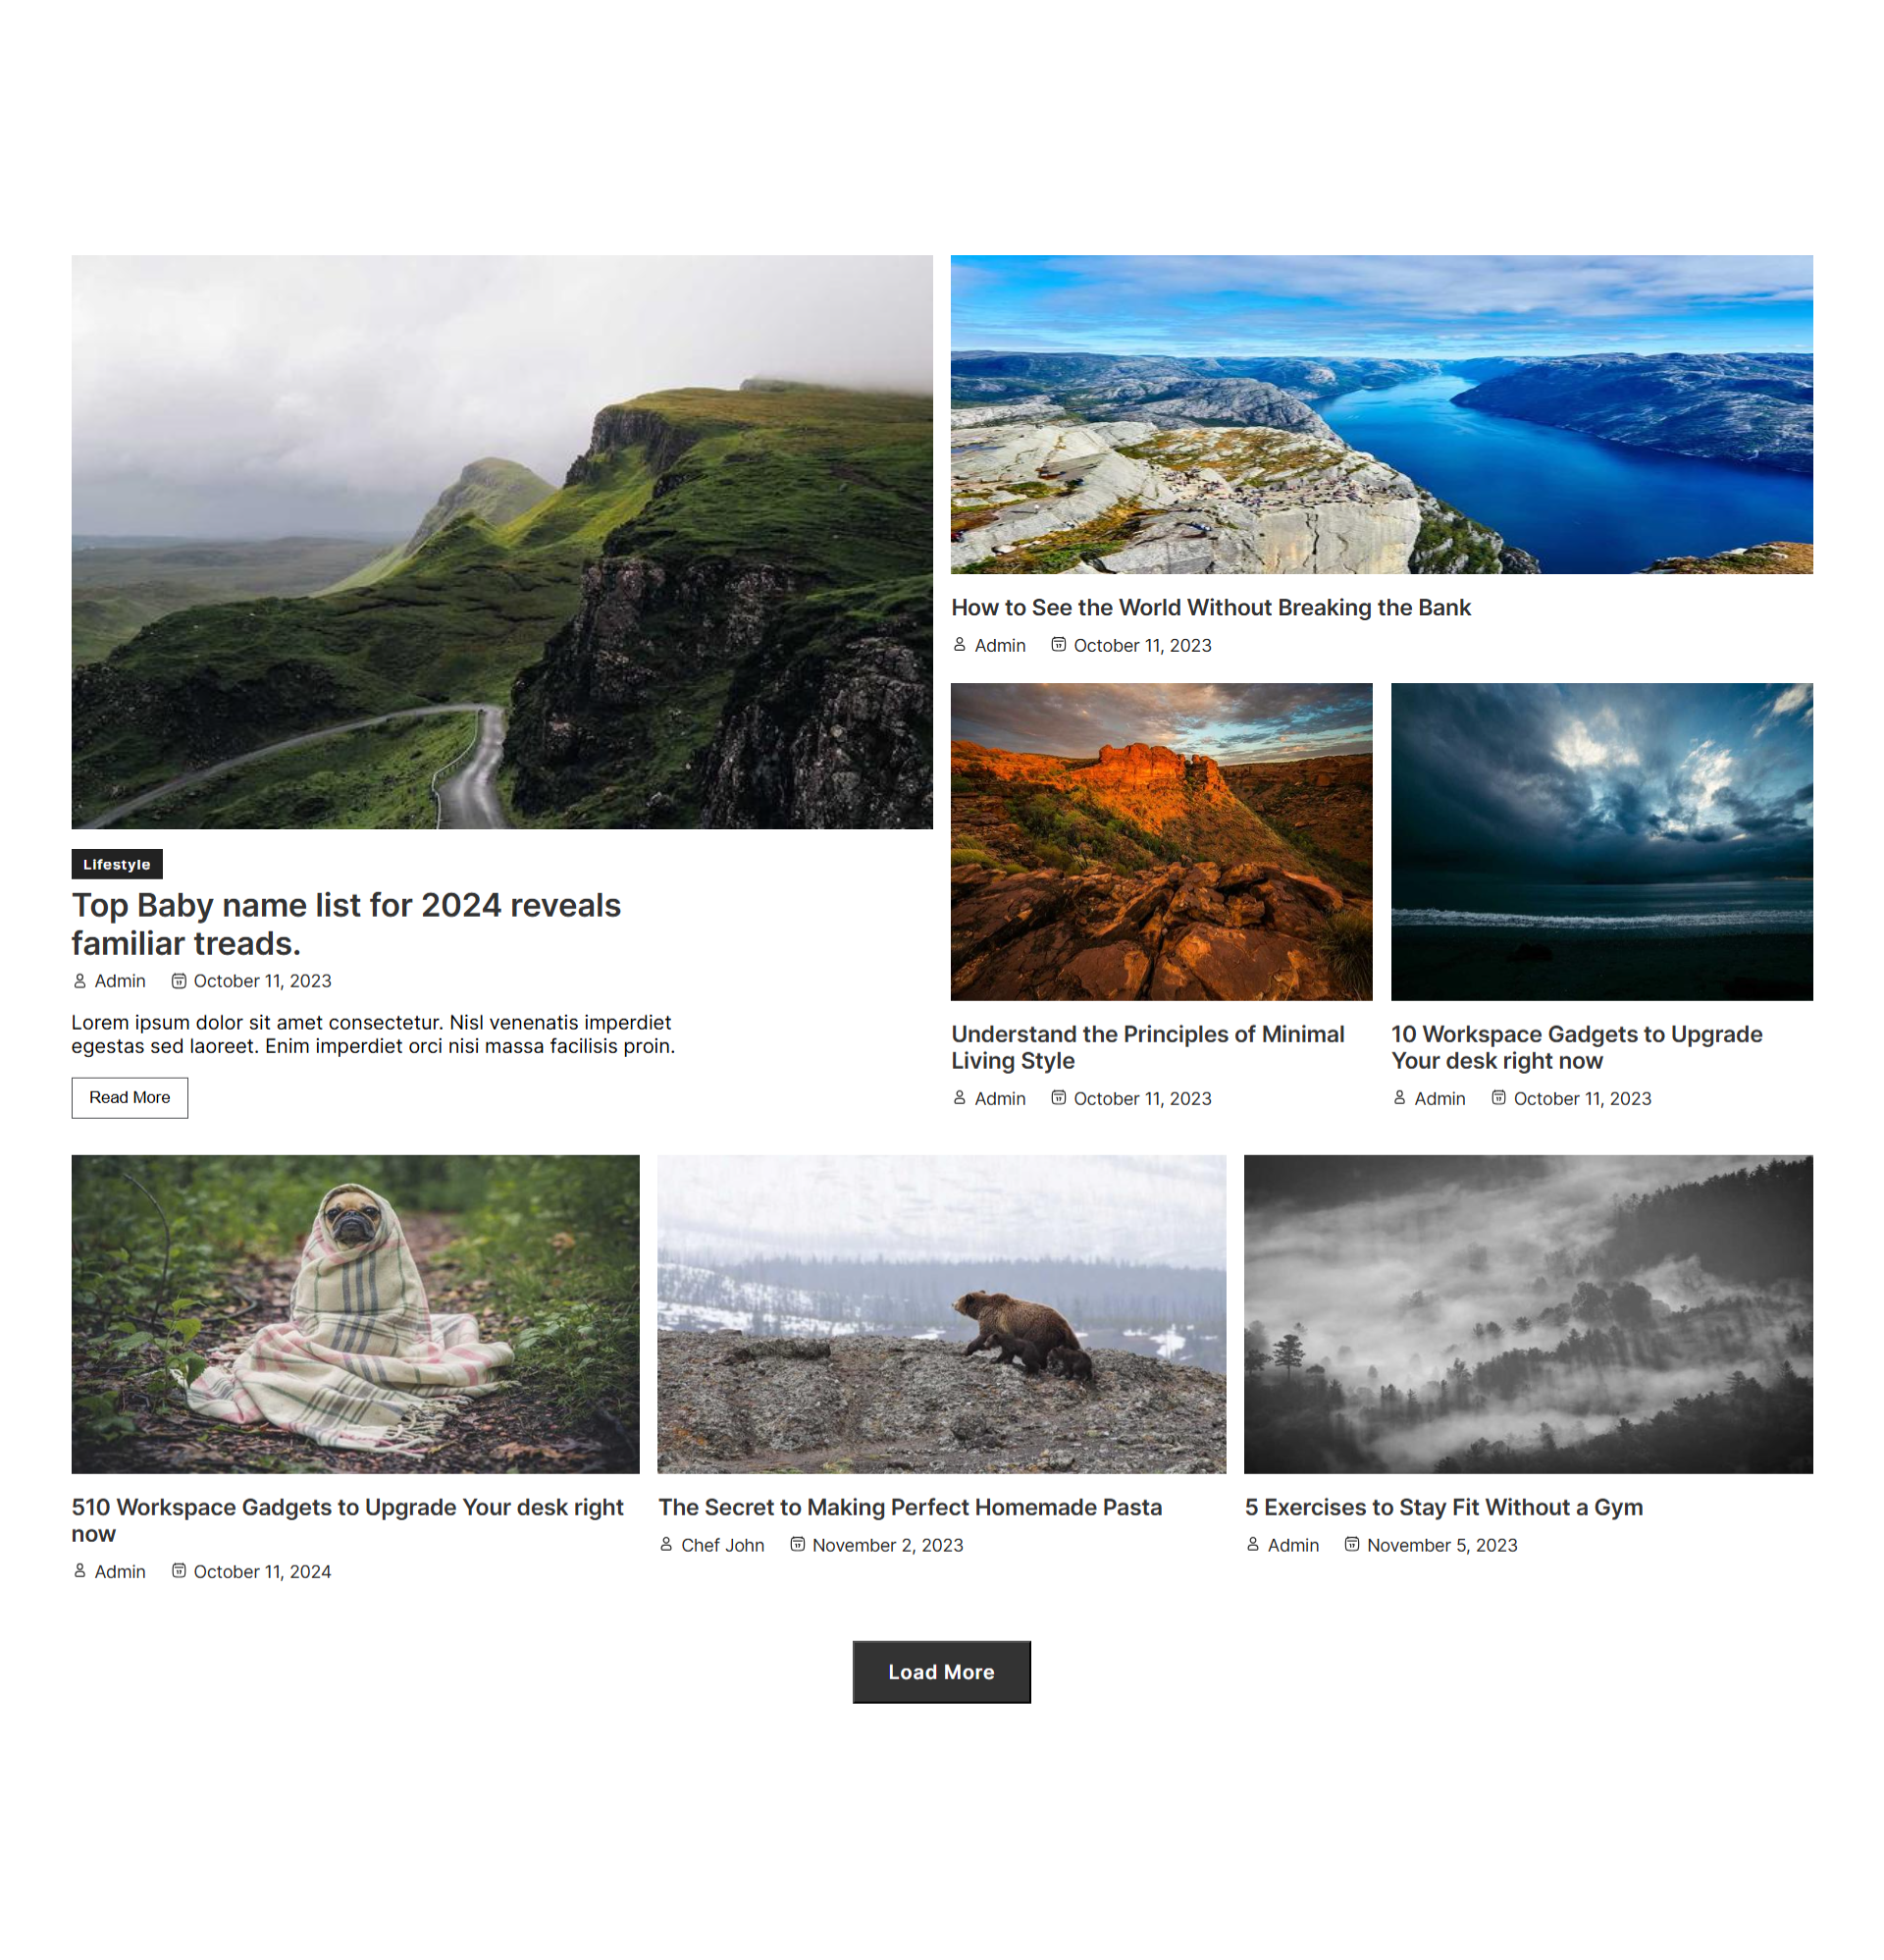 Lifestyle
Top Baby name list for 2024 reveals
familiar treads.
Admin October 11, 2023
Lorem ipsum dolor sit amet consectetur. Nisl venenatis imperdiet
egestas sed laoreet. Enim imperdiet orci nisi massa facilisis proin.
Read More
How to See the World Without Breaking the Bank
Admin October 11, 2023
Understand the Principles of Minimal
Living Style
Admin October 11, 2023
10 Workspace Gadgets to Upgrade
Your desk right now
Admin October 11, 2023
510 Workspace Gadgets to Upgrade Your desk right
now
Admin October 11, 2024
The Secret to Making Perfect Homemade Pasta
Chef John November 2, 2023
5 Exercises to Stay Fit Without a Gym
Admin November 5, 2023
Load More